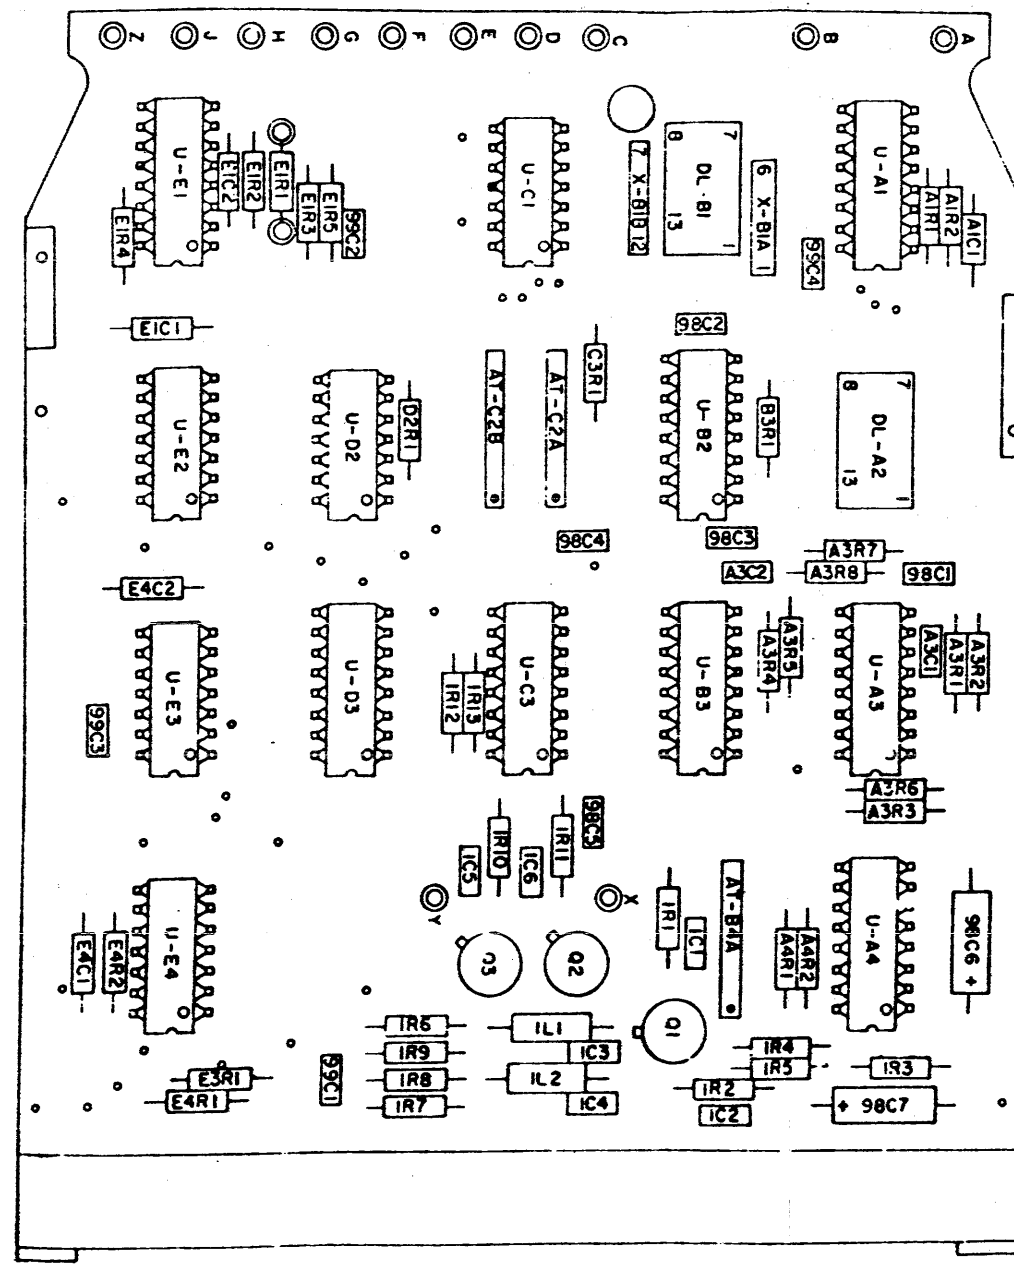 Z J H G F E D C B A
U-E1
E1C2
E1R2
E1R1
E1R3
E1R5
99C2
E1R4
U-C1
7 X-B1B 12
8 7
DL-B1
13 1
6 X-B1A 1
99C4
U-A1
A1R1
A1R2
A1C1
E1C1
98C2
C3R1
U-E2
U-D2
D2R1
AT-C2B
AT-C2A
U-B2
B3R1
8 7
DL-A2
13 1
98C4
98C3
A3R7
E4C2
A3C2
A3R8
98C1
U-E3
99C3
U-D3
1R12
1R13
U-C3
U-B3
A3R4
A3R5
U-A3
A3C1
A3R1
A3R2
A3R6
A3R3
1C5
1R10
1C6
1R11
98C5
Y
X
1R1
1C1
AT-B4A
A4R1
A4R2
U-A4
98C6 +
E4C1
E4R2
U-E4
Q3
Q2
Q1
1R6
1L1
1R9
1C3
1R4
1R5
1R3
E3R1
99C1
1R8
1L2
1R2
E4R1
1R7
1C4
1C2
+ 98C7